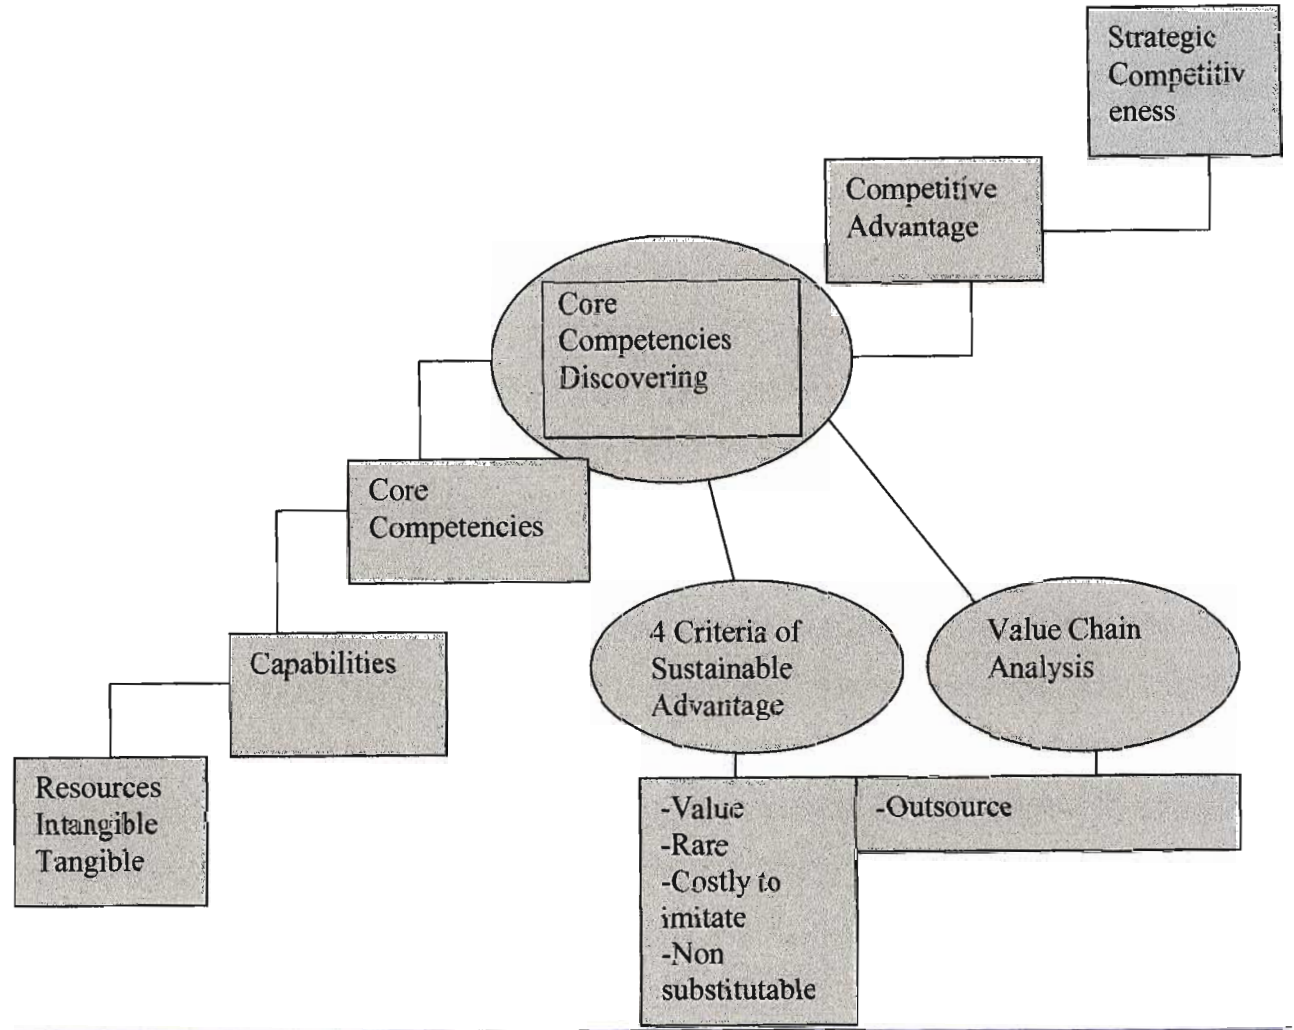 Strategic
Competitiv
eness
Competitive
Advantage
Core
Competencies
Discovering
Core
Competencies
4 Criteria of
Sustainable
Advantage
Value Chain
Analysis
Capabilities
Resources
Intangible
Tangible
-Value
-Rare
-Costly to
imitate
-Non
substitutable
-Outsource